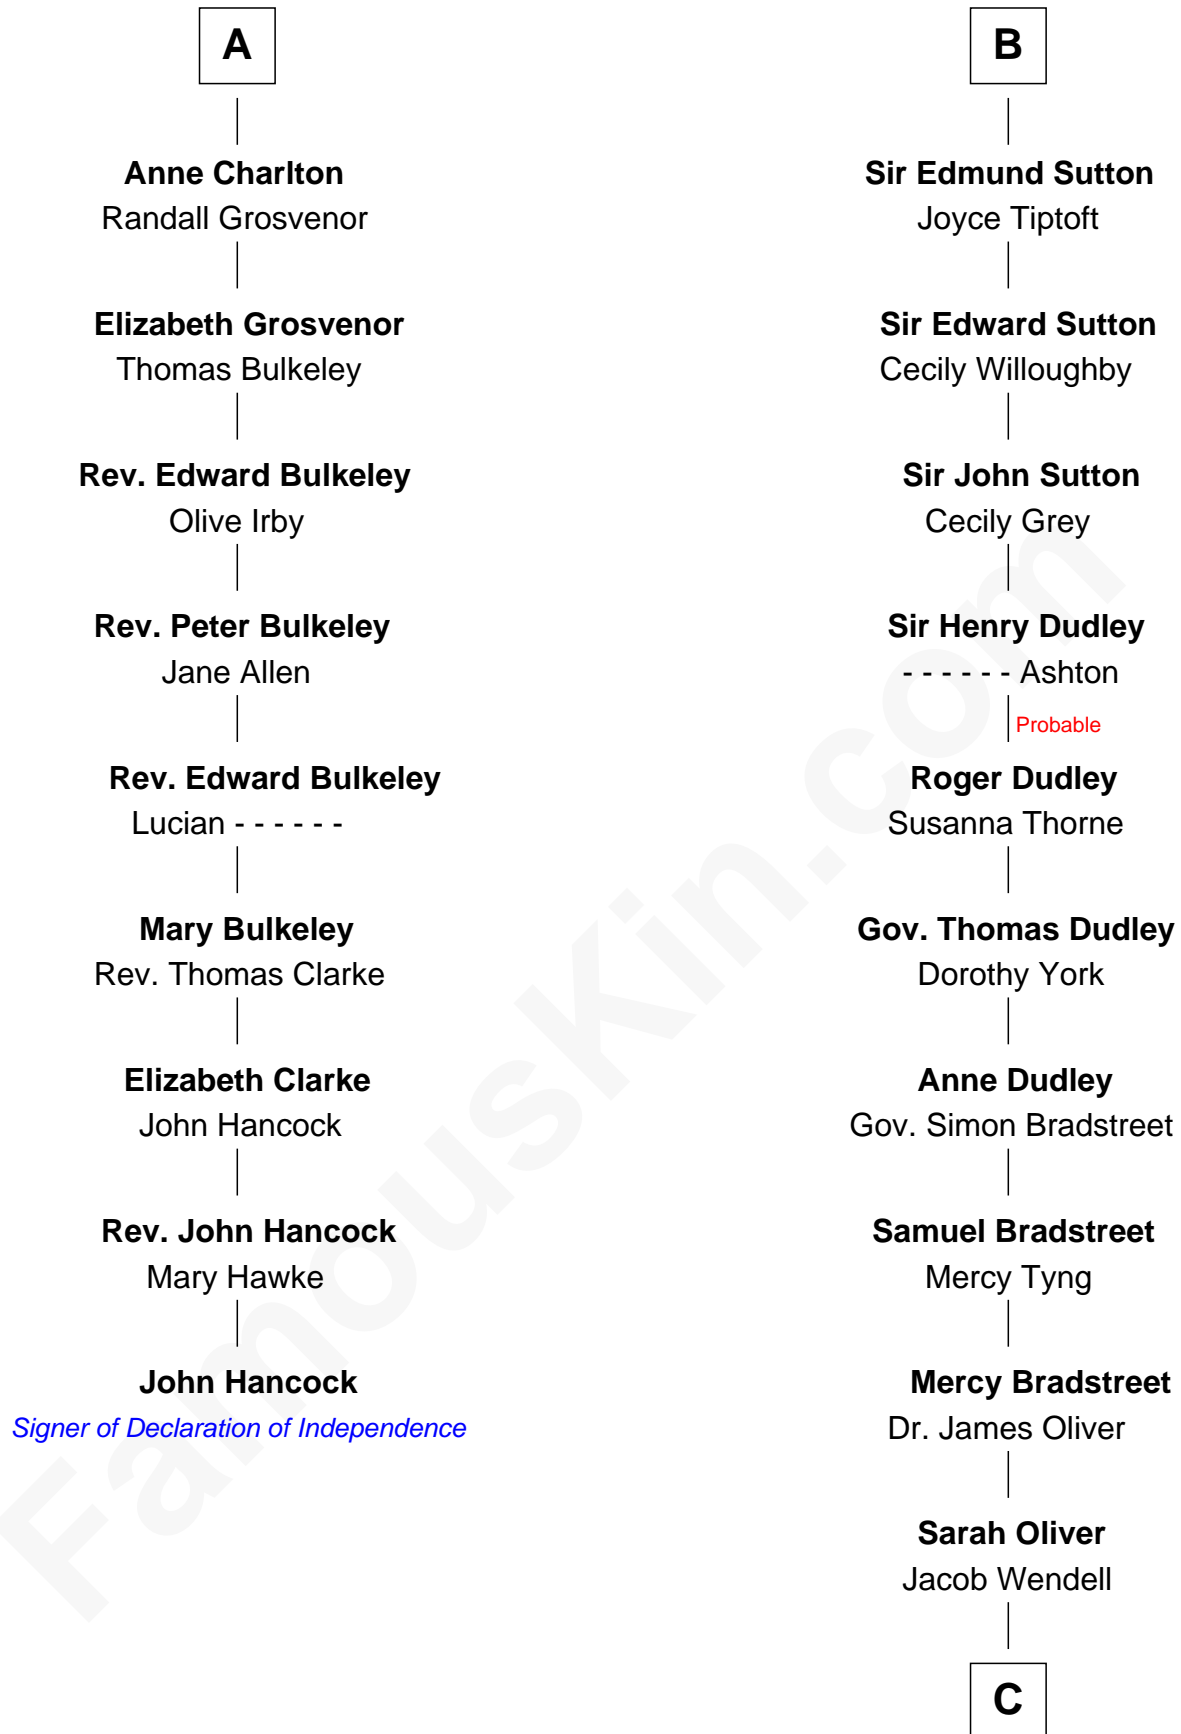 A
Anne Charlton
Randall Grosvenor
Elizabeth Grosvenor
Thomas Bulkeley
Rev. Edward Bulkeley
Olive Irby
Rev. Peter Bulkeley
Jane Allen
Rev. Edward Bulkeley
Lucian - - - - - -
Mary Bulkeley
Rev. Thomas Clarke
Elizabeth Clarke
John Hancock
Rev. John Hancock
Mary Hawke
John Hancock
Signer of Declaration of Independence
B
Sir Edmund Sutton
Joyce Tiptoft
Sir Edward Sutton
Cecily Willoughby
Sir John Sutton
Cecily Grey
Sir Henry Dudley
- - - - - - Ashton
Probable
Roger Dudley
Susanna Thorne
Gov. Thomas Dudley
Dorothy York
Anne Dudley
Gov. Simon Bradstreet
Samuel Bradstreet
Mercy Tyng
Mercy Bradstreet
Dr. James Oliver
Sarah Oliver
Jacob Wendell
C
FamousKin.com